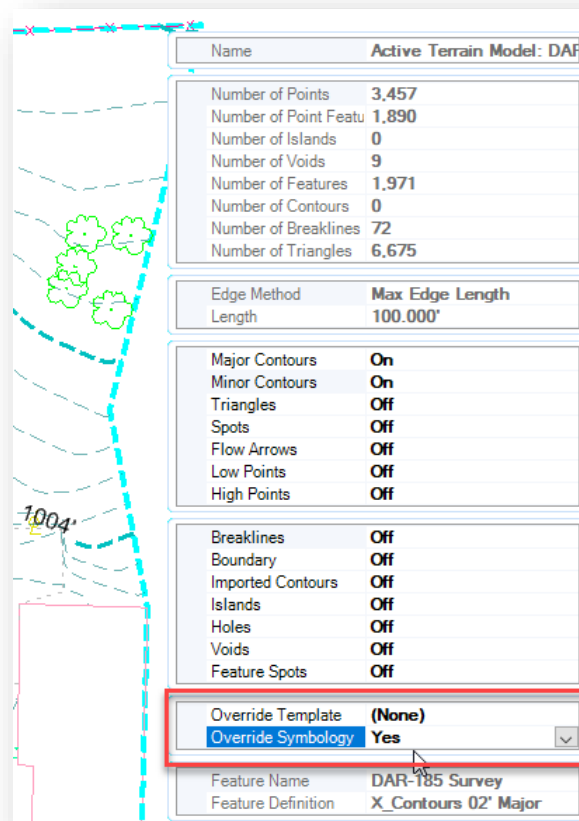 Name Active Terrain Model: DAR
Number of Points 3,457
Number of Point Featu 1,890
Number of Islands 0
Number of Voids 9
Number of Features 1,971
Number of Contours 0
Number of Breaklines 72
Number of Triangles 6,675
Edge Method Max Edge Length
Length 100.000'
Major Contours On
Minor Contours On
Triangles Off
Spots Off
Flow Arrows Off
Low Points Off
High Points Off
1004'
Breaklines Off
Boundary Off
Imported Contours Off
Islands Off
Holes Off
Voids Off
Feature Spots Off
Override Template (None)
Override Symbology Yes
Feature Name DAR-185 Survey
Feature Definition X_Contours 02' Major